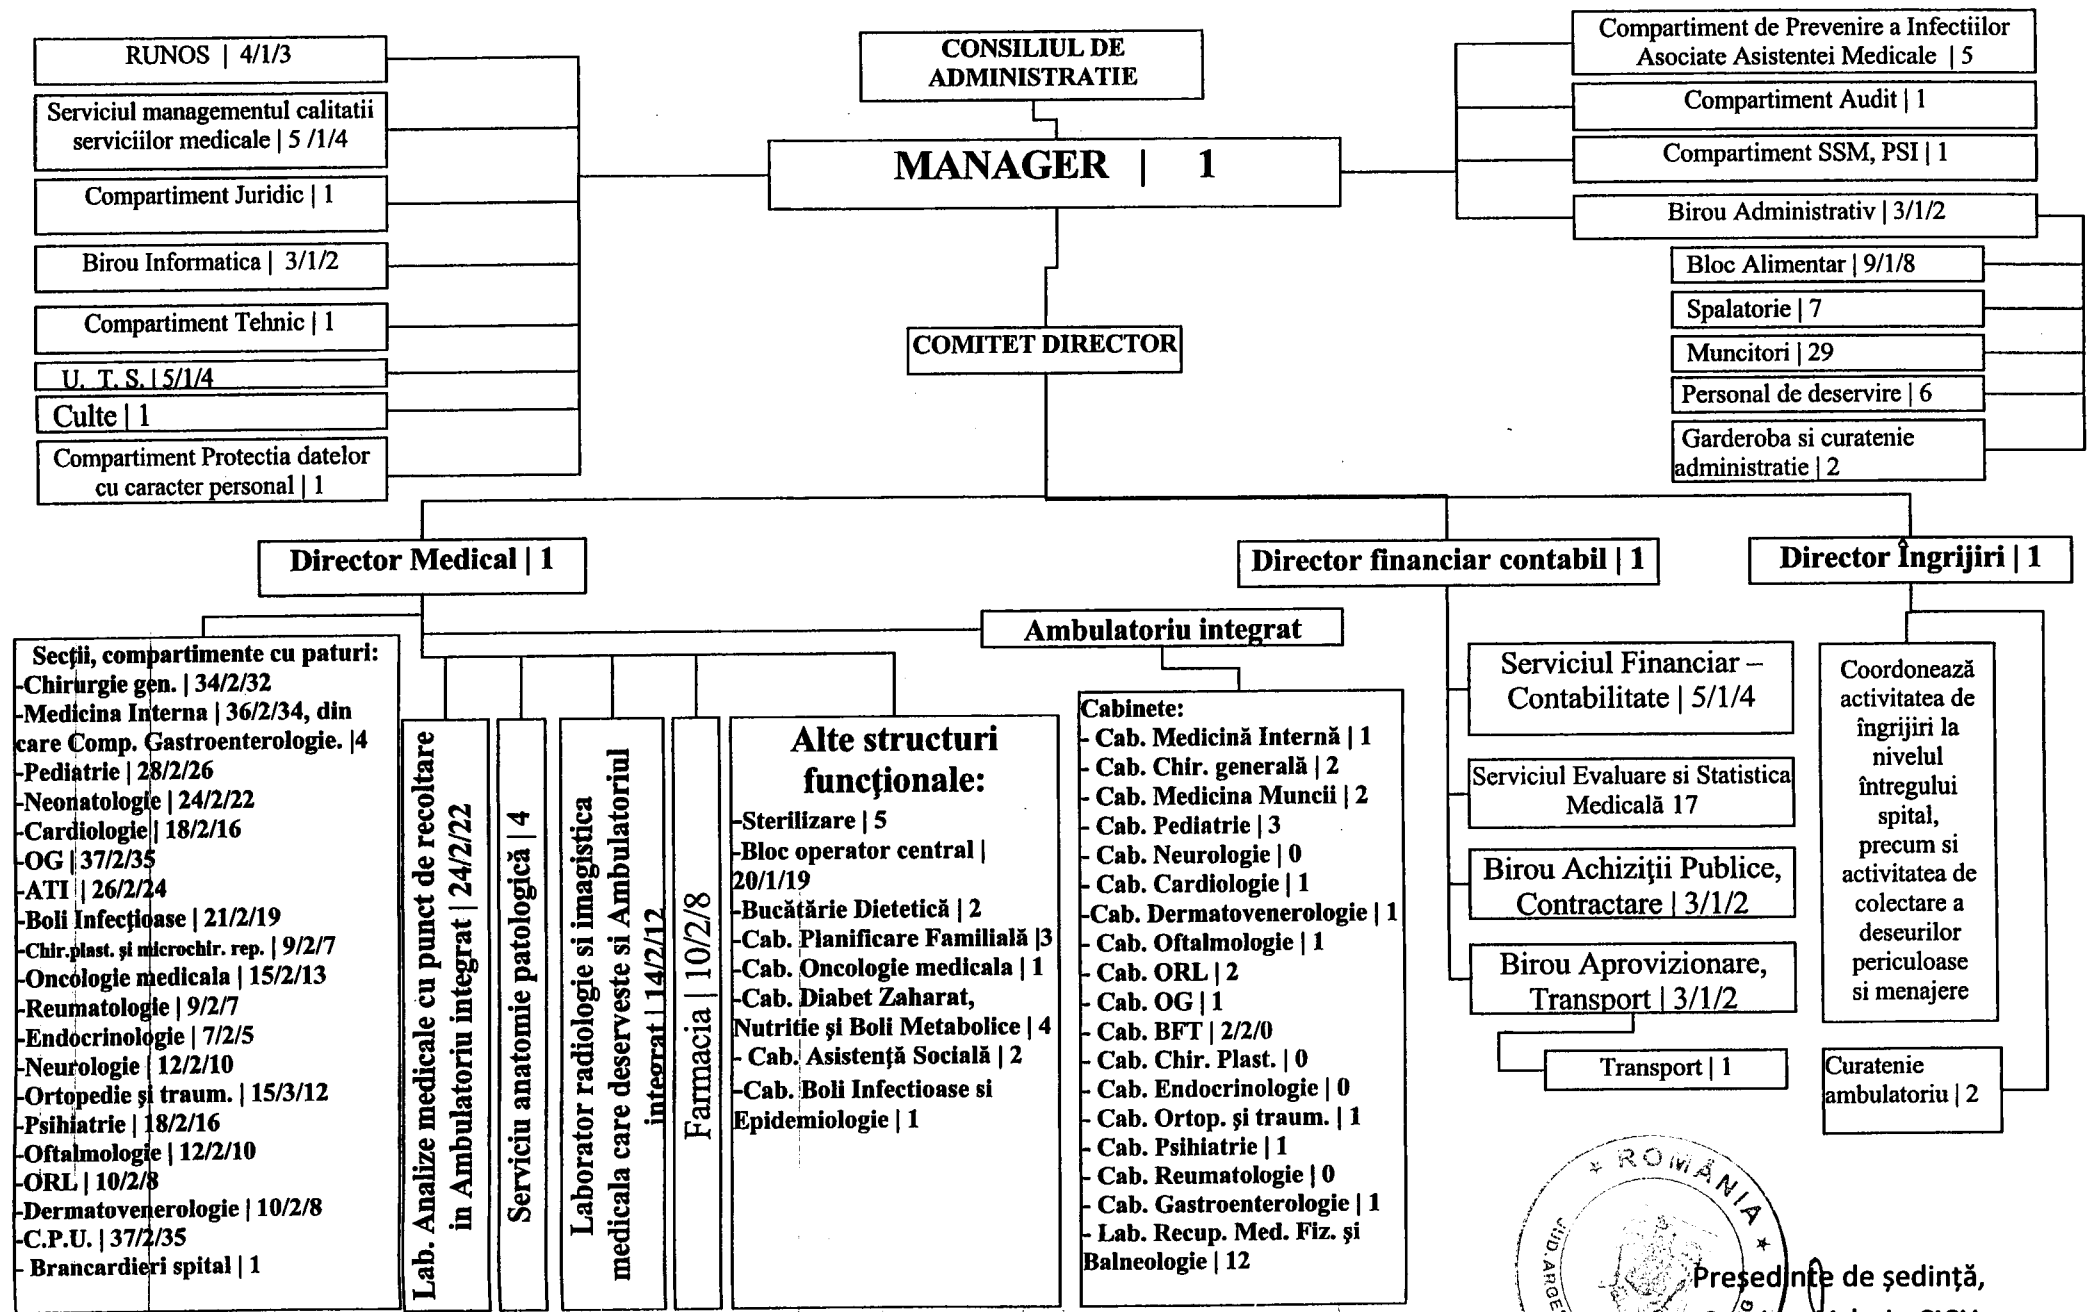 CONSILIUL DE
ADMINISTRATIE
MANAGER | 1
COMITET DIRECTOR
RUNOS | 4/1/3
Serviciul managementul calitatii
serviciilor medicale | 5 /1/4
Compartiment Juridic | 1
Birou Informatica | 3/1/2
Compartiment Tehnic | 1
U. T. S. | 5/1/4
Culte | 1
Compartiment Protectia datelor
cu caracter personal | 1
Compartiment de Prevenire a Infectiilor
Asociate Asistentei Medicale | 5
Compartiment Audit | 1
Compartiment SSM, PSI | 1
Birou Administrativ | 3/1/2
Bloc Alimentar | 9/1/8
Spalatorie | 7
Muncitori | 29
Personal de deservire | 6
Garderoba si curatenie
administratie | 2
Director Medical | 1
Director financiar contabil | 1
Director Îngrijiri | 1
Secții, compartimente cu paturi:
-Chirurgie gen. | 34/2/32
-Medicina Interna | 36/2/34, din
care Comp. Gastroenterologie. |4
-Pediatrie | 28/2/26
-Neonatologie | 24/2/22
-Cardiologie | 18/2/16
-OG | 37/2/35
-ATI | 26/2/24
-Boli Infecțioase | 21/2/19
-Chir.plast. şi microchir. rep. | 9/2/7
-Oncologie medicala | 15/2/13
-Reumatologie | 9/2/7
-Endocrinologie | 7/2/5
-Neurologie | 12/2/10
-Ortopedie şi traum. | 15/3/12
-Psihiatrie | 18/2/16
-Oftalmologie | 12/2/10
-ORL | 10/2/8
-Dermatovenerologie | 10/2/8
-C.P.U. | 37/2/35
- Brancardieri spital | 1
Lab. Analize medicale cu punct de recoltare
in Ambulatoriu integrat | 24/2/22
Serviciu anatomie patologică | 4
Laborator radiologie si imagistica
medicala care deserveste si Ambulatoriul
integrat | 14/2/12
Farmacia | 10/2/8
Alte structuri
funcționale:
-Sterilizare | 5
-Bloc operator central |
20/1/19
-Bucătărie Dietetică | 2
-Cab. Planificare Familială |3
-Cab. Oncologie medicala | 1
-Cab. Diabet Zaharat,
Nutritie şi Boli Metabolice | 4
- Cab. Asistență Socială | 2
-Cab. Boli Infectioase si
Epidemiologie | 1
Ambulatoriu integrat
Cabinete:
- Cab. Medicină Internă | 1
- Cab. Chir. generală | 2
- Cab. Medicina Muncii | 2
- Cab. Pediatrie | 3
- Cab. Neurologie | 0
- Cab. Cardiologie | 1
-Cab. Dermatovenerologie | 1
- Cab. Oftalmologie | 1
- Cab. ORL | 2
- Cab. OG | 1
- Cab. BFT | 2/2/0
- Cab. Chir. Plast. | 0
- Cab. Endocrinologie | 0
- Cab. Ortop. şi traum. | 1
- Cab. Psihiatrie | 1
- Cab. Reumatologie | 0
- Cab. Gastroenterologie | 1
- Lab. Recup. Med. Fiz. şi
Balneologie | 12
Serviciul Financiar –
Contabilitate | 5/1/4
Serviciul Evaluare si Statistica
Medicală 17
Birou Achiziţii Publice,
Contractare | 3/1/2
Birou Aprovizionare,
Transport | 3/1/2
Transport | 1
Coordonează
activitatea de
îngrijiri la
nivelul
întregului
spital,
precum si
activitatea de
colectare a
deseurilor
periculoase
si menajere
Curatenie
ambulatoriu | 2
* ROMÂNIA *
JUD. ARGEȘ
Președinte de ședință,